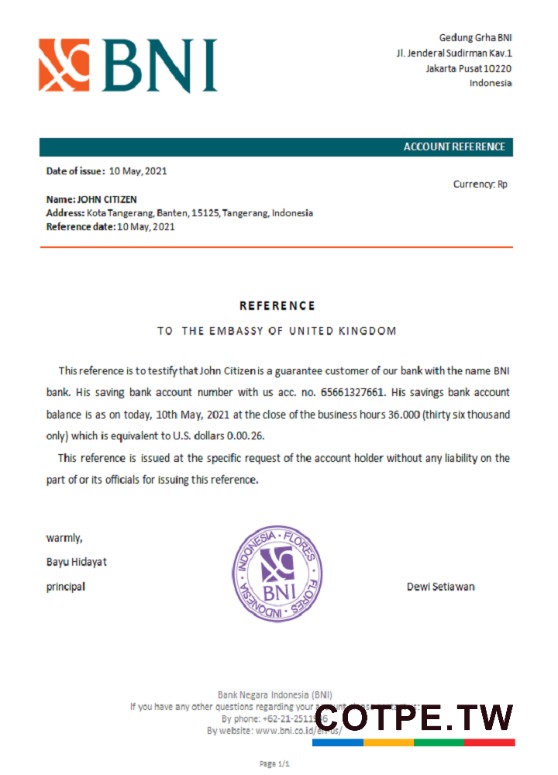 BNI
Gedung Grha BNI
Jl. Jenderal Sudirman Kav.1
Jakarta Pusat 10220
Indonesia
ACCOUNT REFERENCE
Date of issue: 10 May, 2021
Currency: Rp
Name: JOHN CITIZEN
Address: Kota Tangerang, Banten, 15125, Tangerang, Indonesia
Reference date: 10 May, 2021
REFERENCE
TO THE EMBASSY OF UNITED KINGDOM
This reference is to testify that John Citizen is a guarantee customer of our bank with the name BNI
bank. His saving bank account number with us acc. no. 65661327661. His savings bank account
balance is as on today, 10th May, 2021 at the close of the business hours 36.000 (thirty six thousand
only) which is equivalent to U.S. dollars 0.00.26.
This reference is issued at the specific request of the account holder without any liability on the
part of or its officials for issuing this reference.
warmly,
Bayu Hidayat
principal
INDONESIA · FLORES
BNI
INDONESIA · FLORES
Dewi Setiawan
Bank Negara Indonesia (BNI)
If you have any other questions regarding your
By phone: +62-21-2511
By website: www.bni.co.id/en-us/
COTPE.TW
Page 1/1